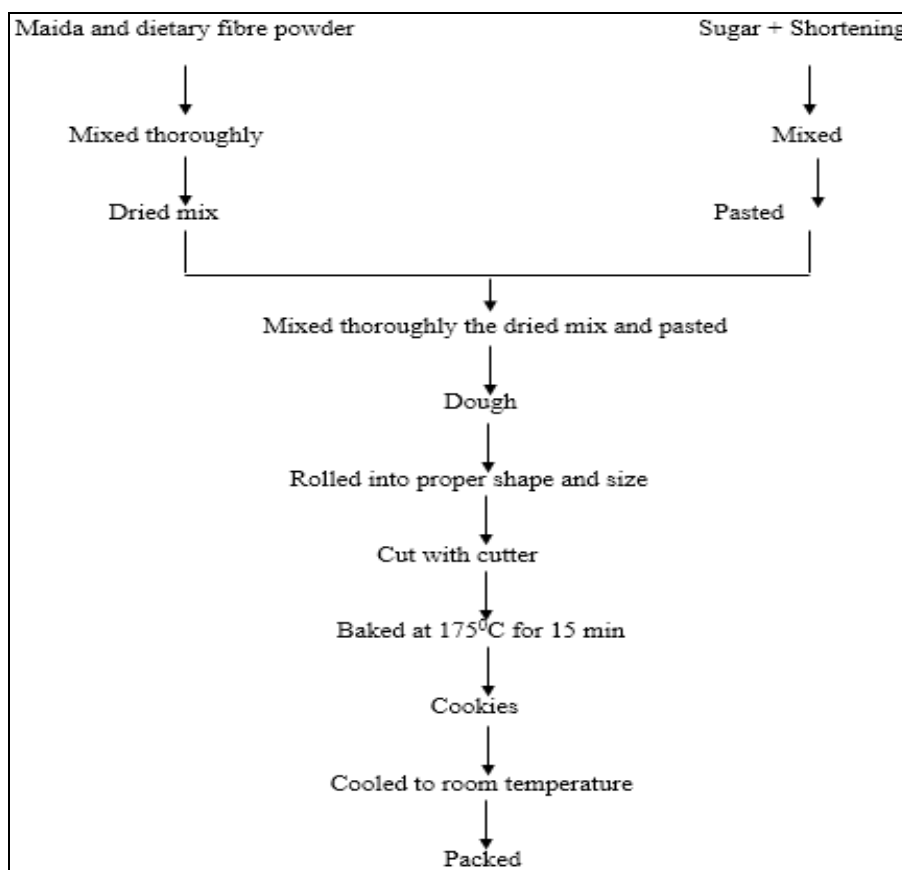 Maida and dietary fibre powder
Sugar + Shortening
Mixed thoroughly
Mixed
Dried mix
Pasted
Mixed thoroughly the dried mix and pasted
Dough
Rolled into proper shape and size
Cut with cutter
Baked at 175⁰C for 15 min
Cookies
Cooled to room temperature
Packed